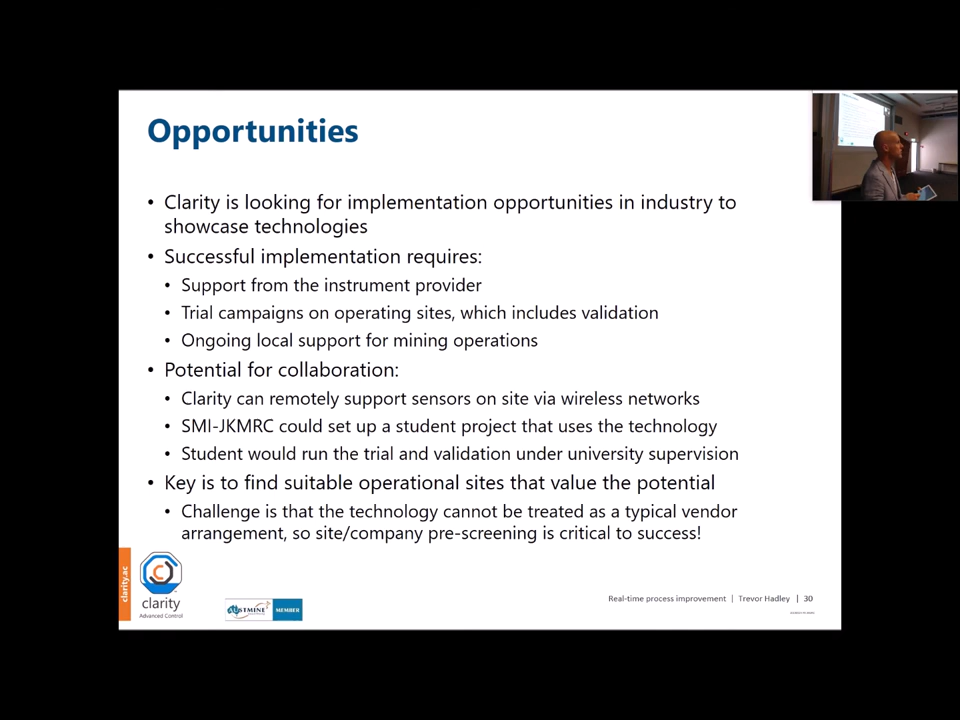 Opportunities
• Clarity is looking for implementation opportunities in industry to
showcase technologies
• Successful implementation requires:
• Support from the instrument provider
• Trial campaigns on operating sites, which includes validation
• Ongoing local support for mining operations
• Potential for collaboration:
• Clarity can remotely support sensors on site via wireless networks
• SMI-JKMRC could set up a student project that uses the technology
• Student would run the trial and validation under university supervision
• Key is to find suitable operational sites that value the potential
• Challenge is that the technology cannot be treated as a typical vendor
arrangement, so site/company pre-screening is critical to success!
clarity.ac
clarity
Advanced Control
AUSTMINE MEMBER
Real-time process improvement | Trevor Hadley | 30